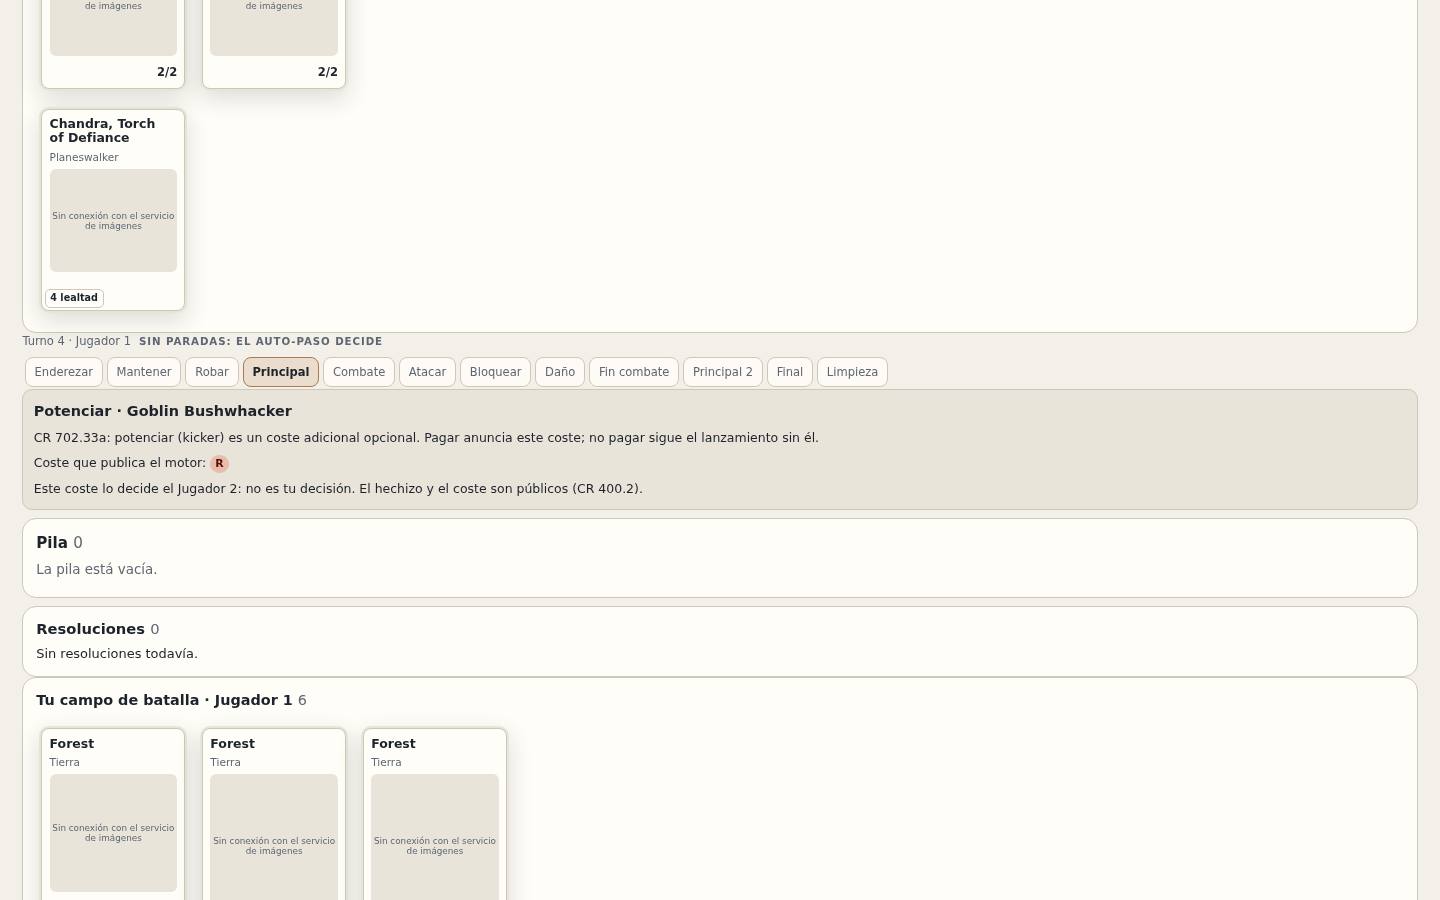 de imágenes
de imágenes
2/2
2/2
Chandra, Torch
of Defiance
Planeswalker
Sin conexión con el servicio
de imágenes
4 lealtad
Turno 4 · Jugador 1 SIN PARADAS: EL AUTO-PASO DECIDE
Enderezar Mantener Robar Principal Combate Atacar Bloquear Daño Fin combate Principal 2 Final Limpieza
Potenciar · Goblin Bushwhacker
CR 702.33a: potenciar (kicker) es un coste adicional opcional. Pagar anuncia este coste; no pagar sigue el lanzamiento sin él.
Coste que publica el motor: R
Este coste lo decide el Jugador 2: no es tu decisión. El hechizo y el coste son públicos (CR 400.2).
Pila 0
La pila está vacía.
Resoluciones 0
Sin resoluciones todavía.
Tu campo de batalla · Jugador 1 6
Forest
Tierra
Sin conexión con el servicio
de imágenes
Forest
Tierra
Sin conexión con el servicio
de imágenes
Forest
Tierra
Sin conexión con el servicio
de imágenes